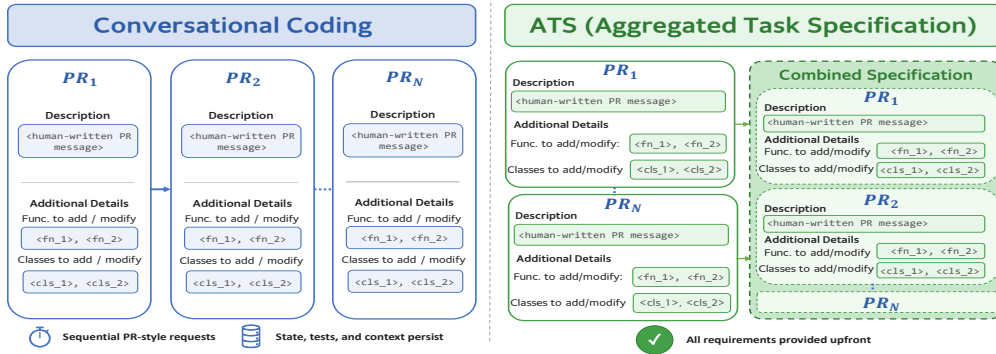 Conversational Coding
PR1
Description
<human-written PR
message>
Additional Details
Func. to add / modify
<fn_1>, <fn_2>
Classes to add / modify
<cls_1>, <cls_2>
PR2
Description
<human-written PR
message>
Additional Details
Func. to add / modify
<fn_1>, <fn_2>
Classes to add / modify
<cls_1>, <cls_2>
PRN
Description
<human-written PR
message>
Additional Details
Func. to add / modify
<fn_1>, <fn_2>
Classes to add / modify
<cls_1>, <cls_2>
Sequential PR-style requests
State, tests, and context persist
ATS (Aggregated Task Specification)
PR1
Description
<human-written PR message>
Additional Details
Func. to add/modify: <fn_1>, <fn_2>
Classes to add/modify <cls_1>, <cls_2>
PRN
Description
<human-written PR message>
Additional Details
Func. to add/modify: <fn_1>, <fn_2>
Classes to add/modify <cls_1>, <cls_2>
Combined Specification
PR1
Description
<human-written PR message>
Additional Details
Func. to add/modify <fn_1>, <fn_2>
Classes to add/modify <cls_1>, <cls_2>
PR2
Description
<human-written PR message>
Additional Details
Func. to add/modify <fn_1>, <fn_2>
Classes to add/modify <cls_1>, <cls_2>
PRN
All requirements provided upfront